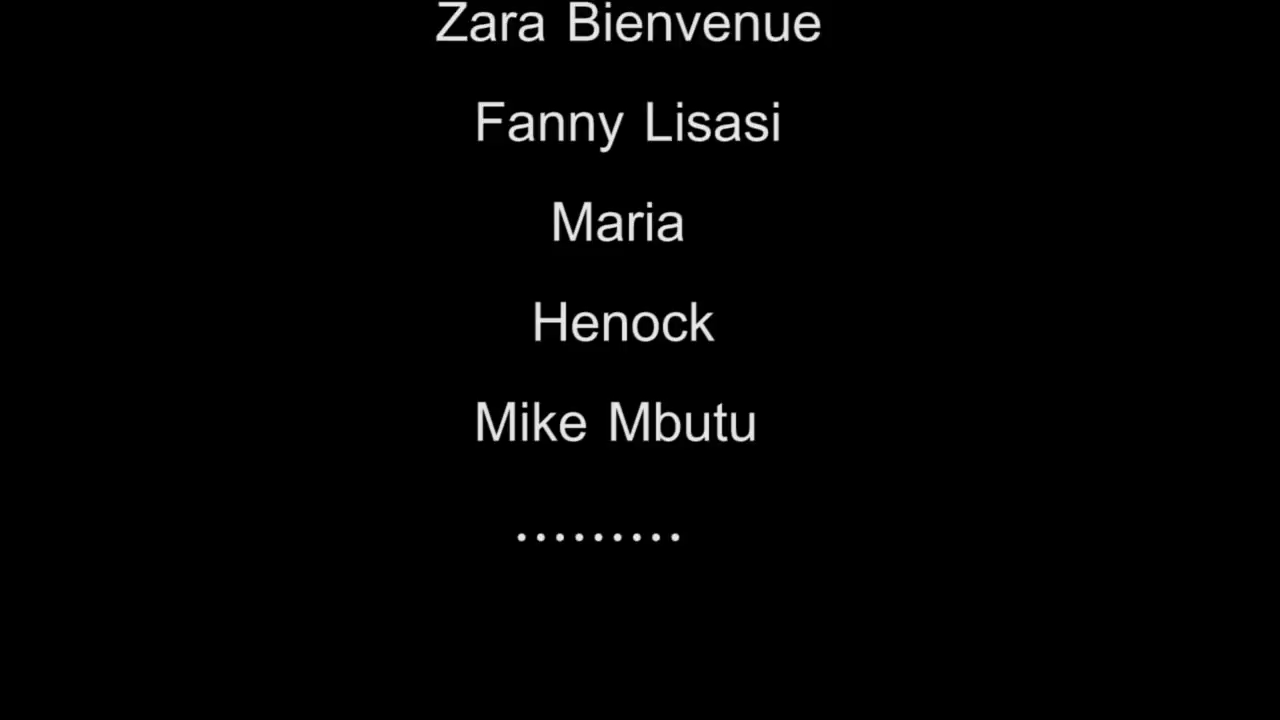 Zara Bienvenue
Fanny Lisasi
Maria
Henock
Mike Mbutu
.........